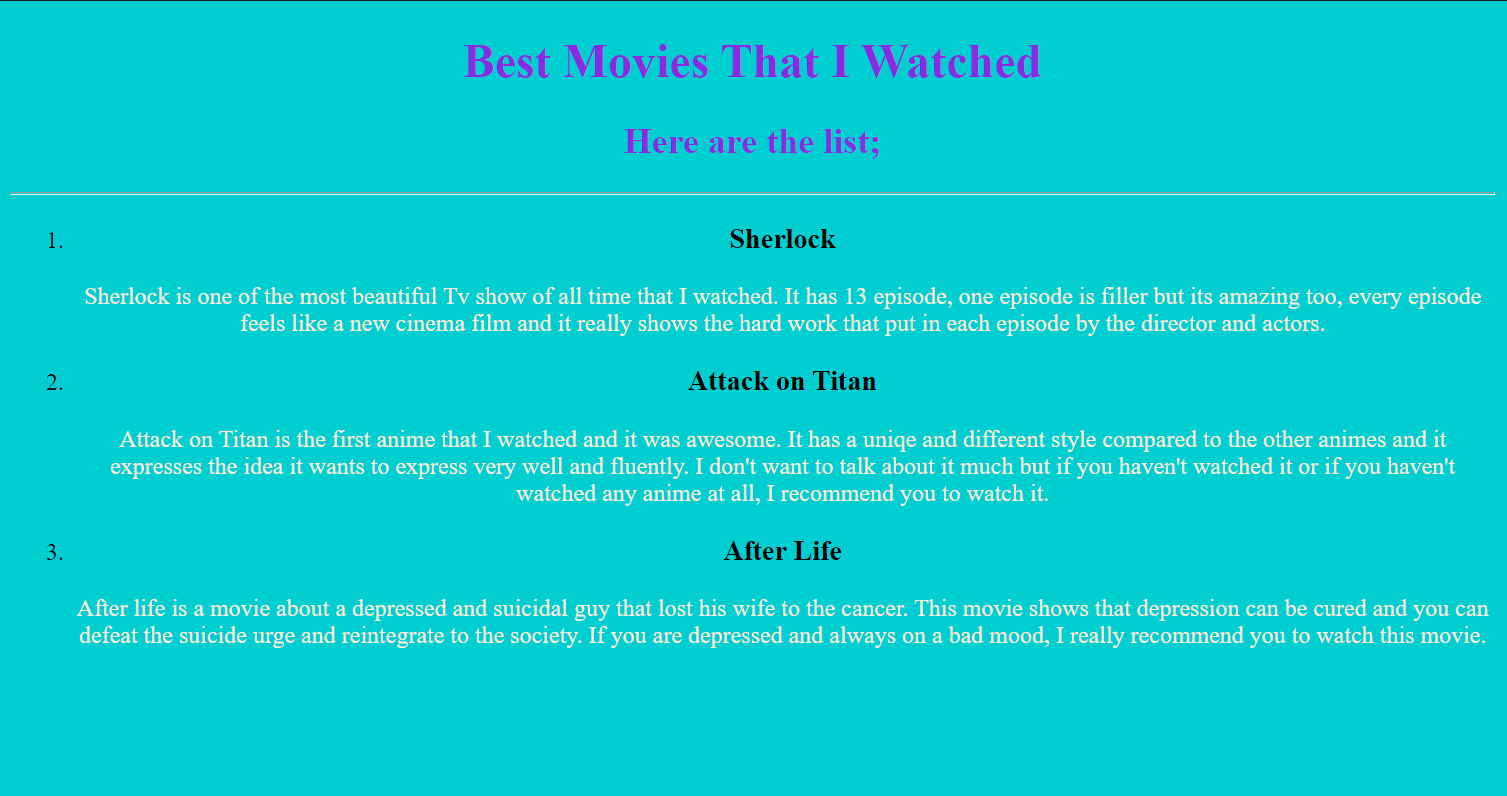 Best Movies That I Watched
Here are the list;
1. Sherlock
Sherlock is one of the most beautiful Tv show of all time that I watched. It has 13 episode, one episode is filler but its amazing too, every episode
feels like a new cinema film and it really shows the hard work that put in each episode by the director and actors.
2. Attack on Titan
Attack on Titan is the first anime that I watched and it was awesome. It has a uniqe and different style compared to the other animes and it
expresses the idea it wants to express very well and fluently. I don't want to talk about it much but if you haven't watched it or if you haven't
watched any anime at all, I recommend you to watch it.
3. After Life
After life is a movie about a depressed and suicidal guy that lost his wife to the cancer. This movie shows that depression can be cured and you can
defeat the suicide urge and reintegrate to the society. If you are depressed and always on a bad mood, I really recommend you to watch this movie.